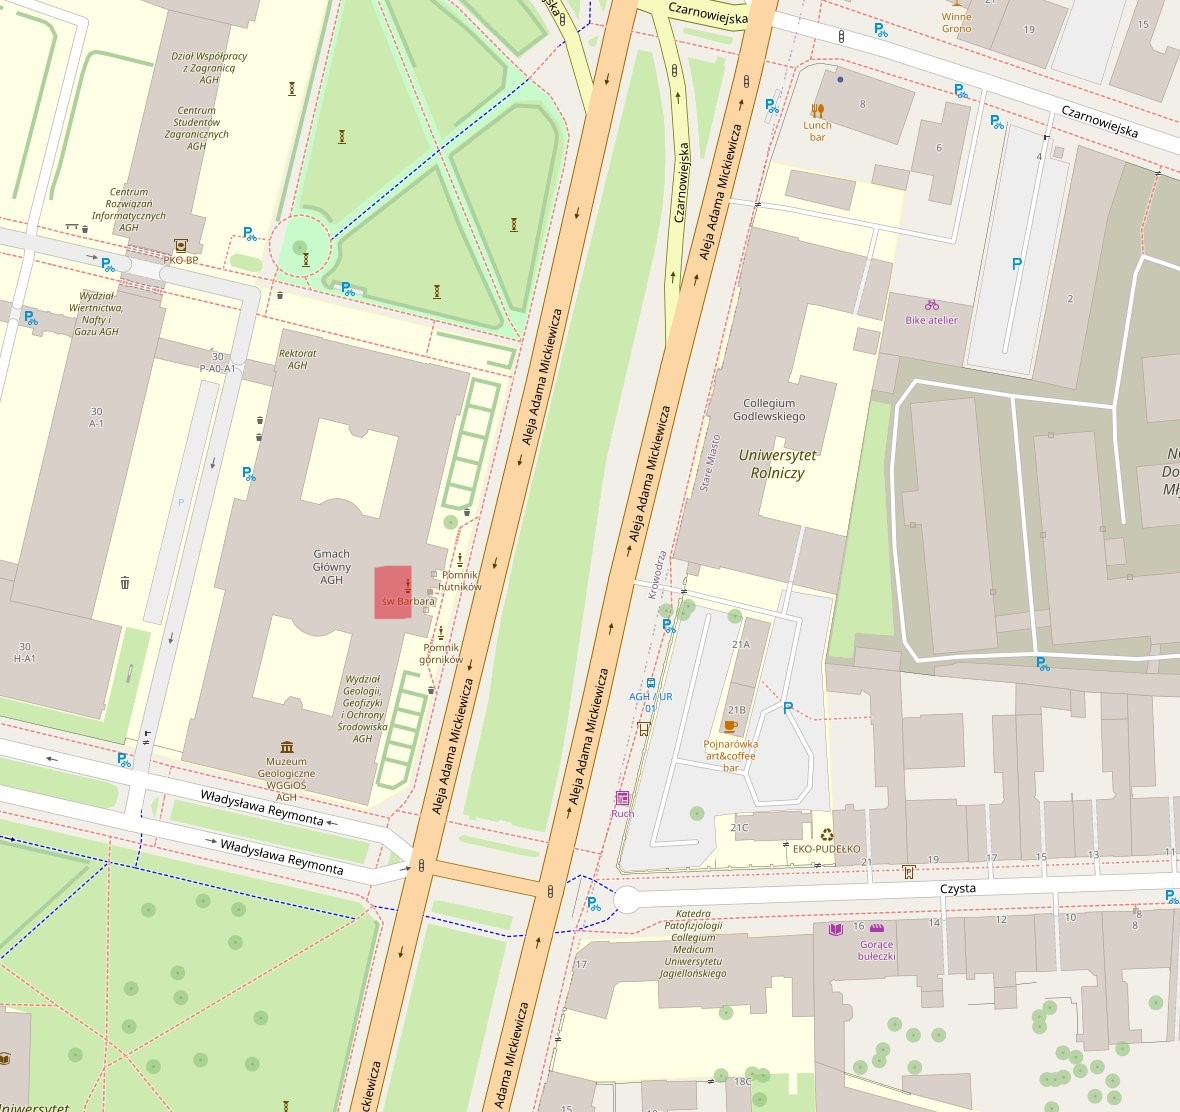 Czarnowiejska
Winne
Grono
21
19
15
Dział Współpracy
z Zagranicą
AGH
Centrum
Studentów
Zagranicznych
AGH
8
Lunch
bar
Czarnowiejska
6
4
Czarnowiejska
Aleja Adama Mickiewicza
Centrum
Rozwiązań
Informatycznych
AGH
PKO BP
P
2
Wydział
Wiertnictwa,
Nafty i
Gazu AGH
Bike atelier
Rektorat
AGH
30
P-A0-A1
Aleja Adama Mickiewicza
30
A-1
Collegium
Godlewskiego
Uniwersytet
Rolniczy
Stare Miasto
Aleja Adama Mickiewicza
P
Gmach
Główny
AGH
Pomnik
hutników
św Barbara
Krowodrza
Pomnik
górników
30
H-A1
21A
AGH / UR
01
21B
P
Pojnarówka
art&coffee
bar
Wydział
Geologii,
Geofizyki
i Ochrony
Środowiska
AGH
Aleja Adama Mickiewicza
Aleja Adama Mickiewicza
Muzeum
Geologiczne
WGGiOŚ
AGH
Ruch
Władysława Reymonta
Władysława Reymonta
21C
EKO-PUDEŁKO
21
19
17
15
13
11
Czysta
Katedra
Patofizjologii
Collegium
Medicum
Uniwersytetu
Jagiellońskiego
16
14
12
10
8
8
Gorące
bułeczki
17
18C
15
Adama Mickiewicza
ckiewicza
Uniwersytet